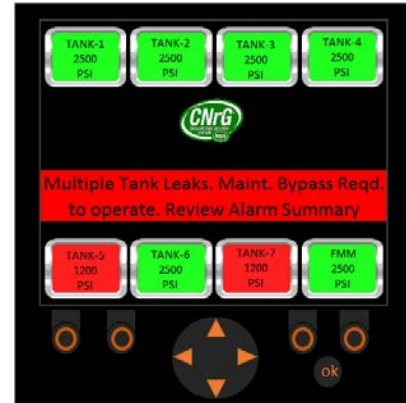 TANK-1
2500
PSI
TANK-2
2500
PSI
TANK-3
2500
PSI
TANK-4
2500
PSI
CNrG
Multiple Tank Leaks. Maint. Bypass Reqd.
to operate. Review Alarm Summary
TANK-5
1200
PSI
TANK-6
2500
PSI
TANK-7
1200
PSI
FMM
2500
PSI
ok